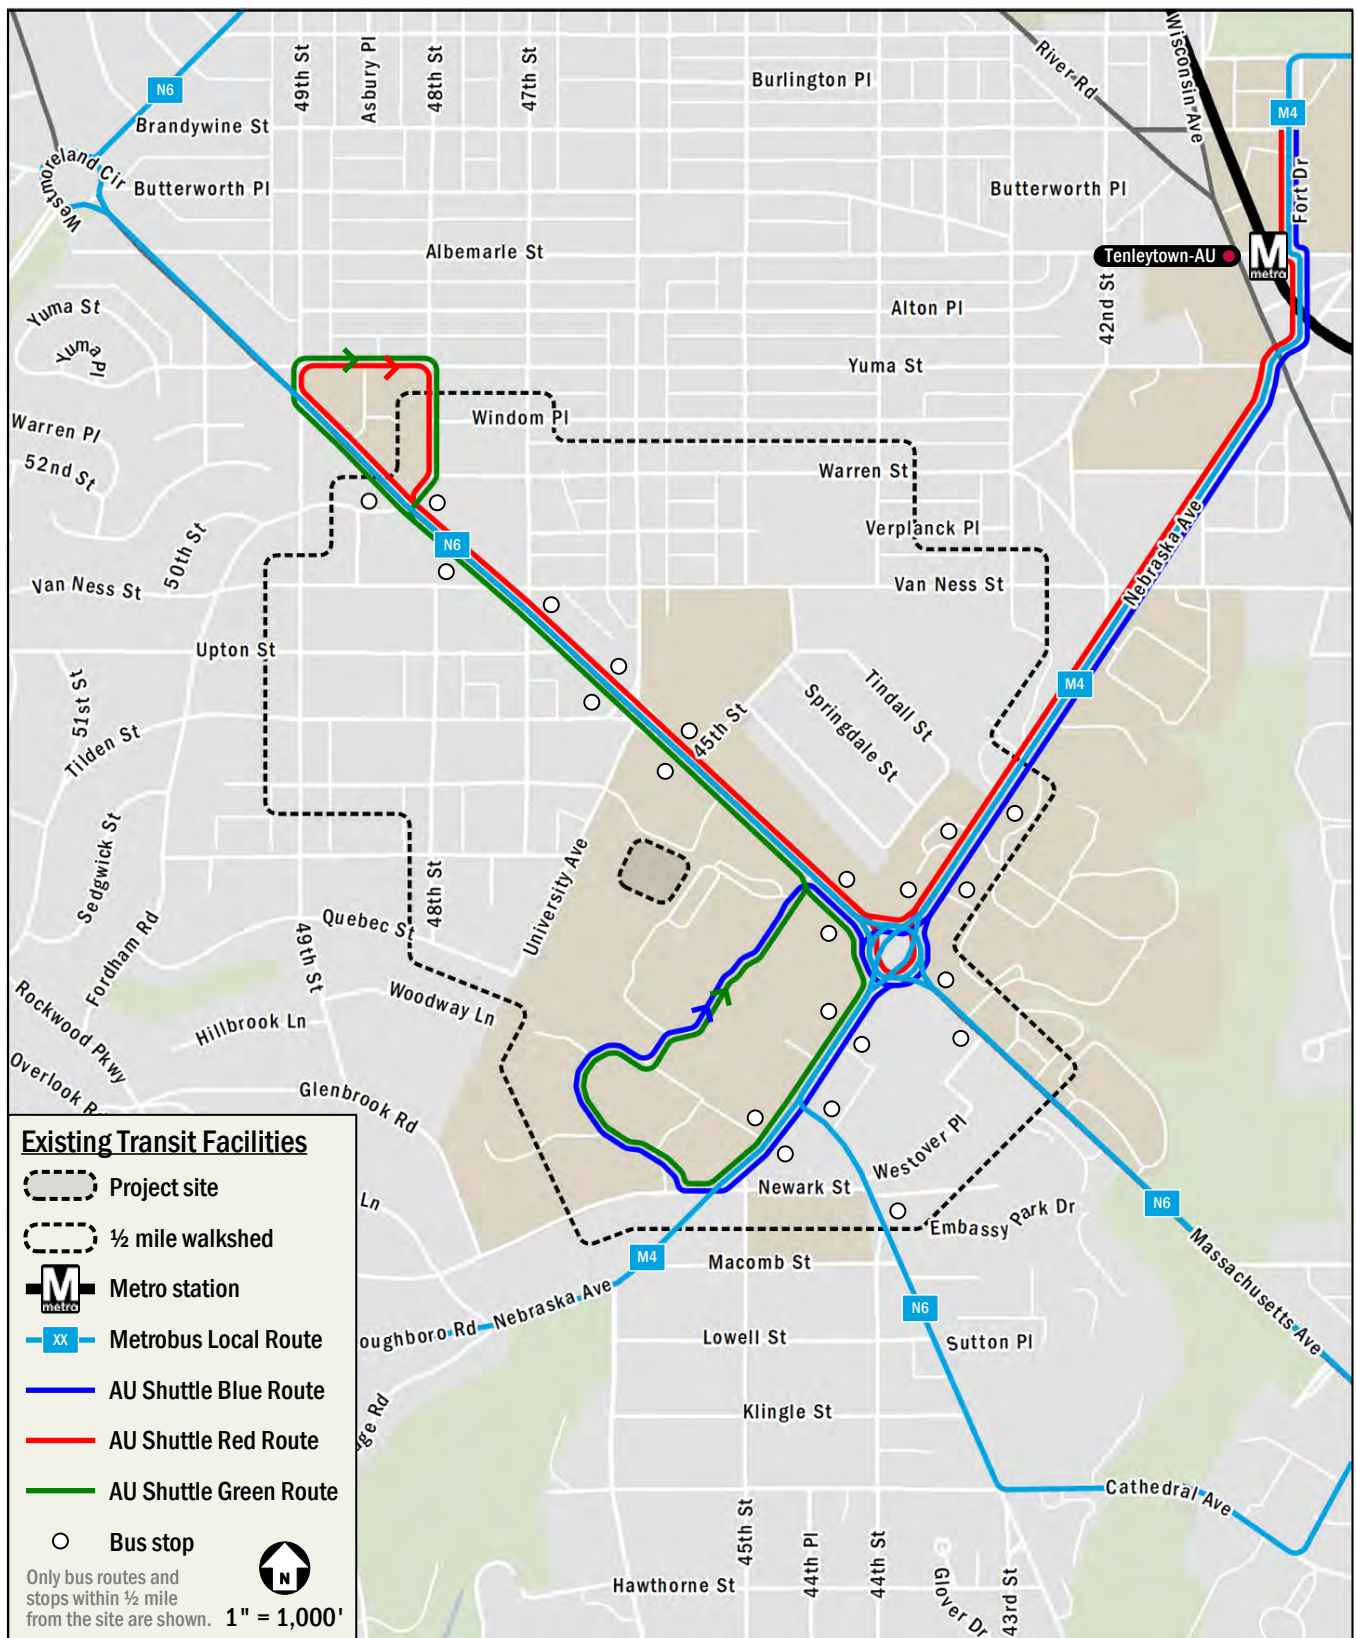 N6
49th St
Asbury Pl
48th St
47th St
Burlington Pl
River Rd
Wisconsin Ave
M4
Brandywine St
Westmoreland Cir
Butterworth Pl
Butterworth Pl
Fort Dr
Albemarle St
Tenleytown-AU
M
metro
42nd St
Yuma St
Yuma Pl
Alton Pl
Yuma St
Warren Pl
52nd St
Windom Pl
Warren St
Verplanck Pl
N6
50th St
Van Ness St
Van Ness St
Nebraska Ave
Upton St
M4
51st St
Tilden St
45th St
Tindall St
Springdale St
Sedgwick St
University Ave
48th St
Quebec St
Fordham Rd
49th St
Woodway Ln
Rockwood Pkwy
Hillbrook Ln
Overlook R
Glenbrook Rd
Westover Pl
Newark St
Embassy Park Dr
N6
Ln
M4
Macomb St
Massachusetts Ave
oughboro Rd
Nebraska Ave
N6
Lowell St
Sutton Pl
Klingle St
ge Rd
Cathedral Ave
45th St
44th Pl
44th St
Glover Dr
43rd St
Hawthorne St
Existing Transit Facilities
Project site
½ mile walkshed
M
metro
Metro station
XX
Metrobus Local Route
AU Shuttle Blue Route
AU Shuttle Red Route
AU Shuttle Green Route
Bus stop
Only bus routes and
stops within ½ mile
from the site are shown.
N
1" = 1,000'